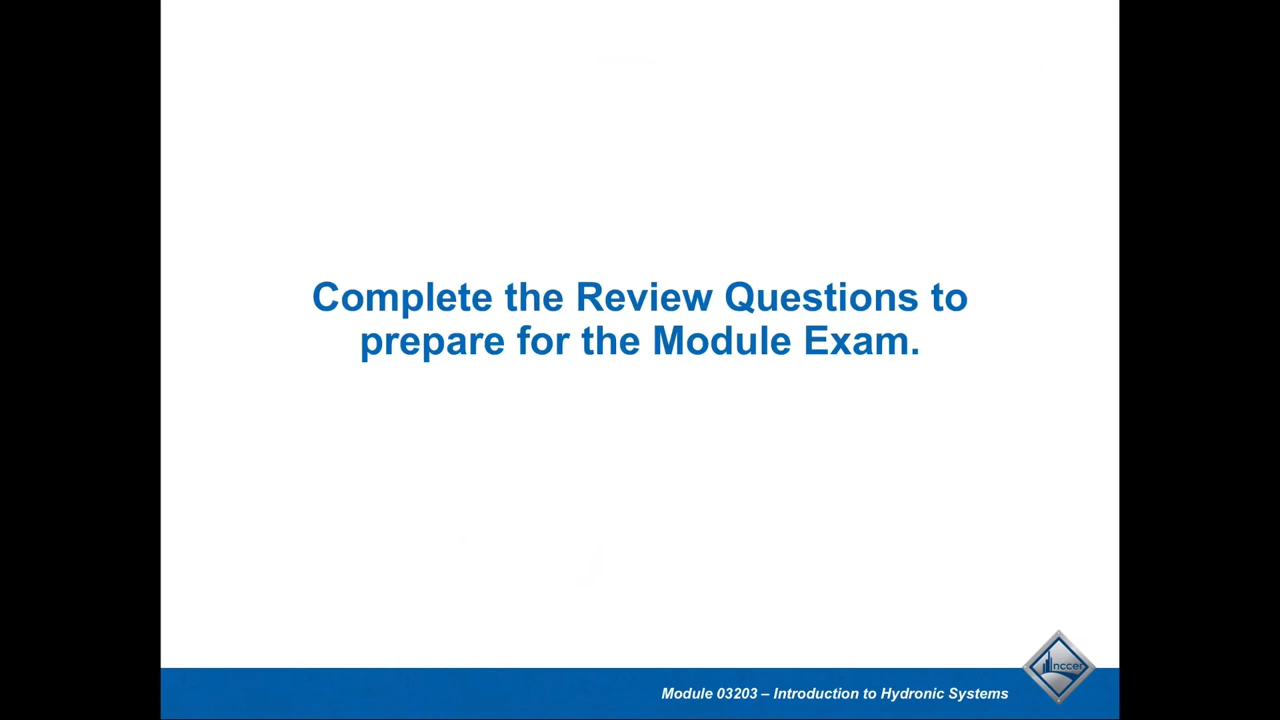 Complete the Review Questions to
prepare for the Module Exam.
nccer
Module 03203 – Introduction to Hydronic Systems